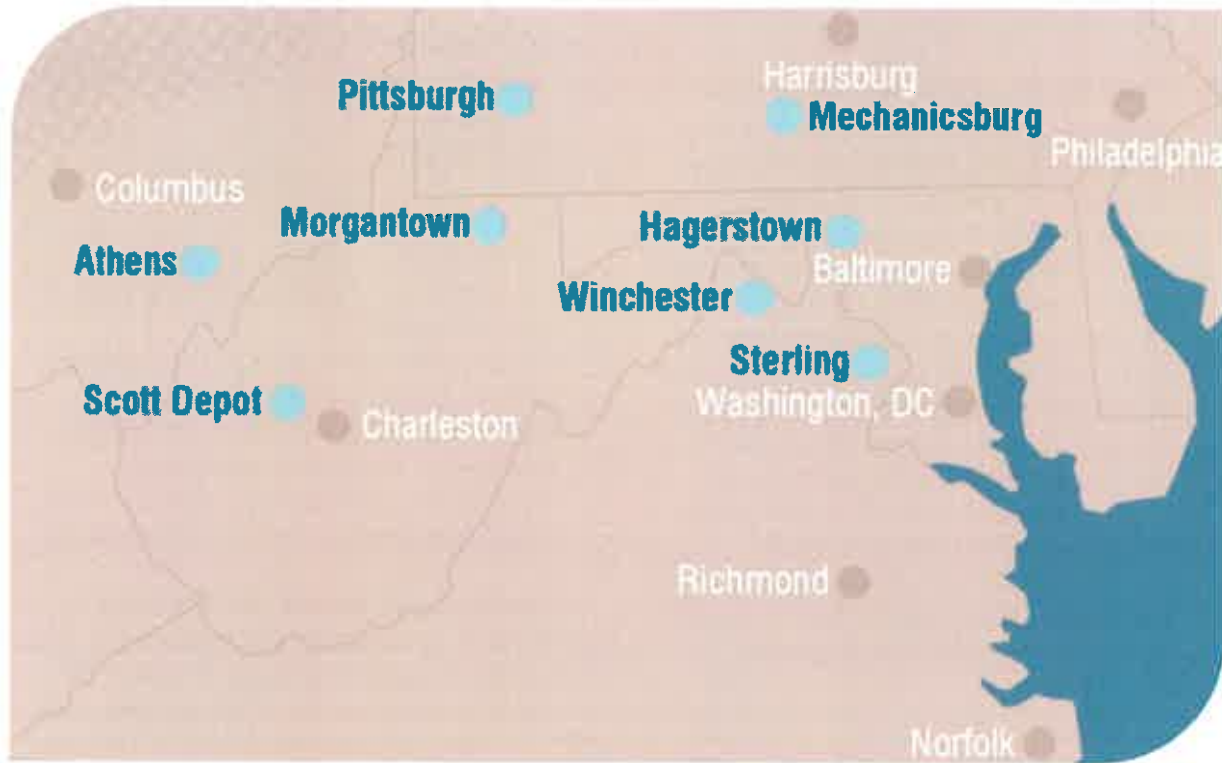 Harrisburg
Pittsburgh
Mechanicsburg
Philadelphia
Columbus
Morgantown
Hagerstown
Athens
Baltimore
Winchester
Sterling
Scott Depot
Washington, DC
Charleston
Richmond
Norfolk